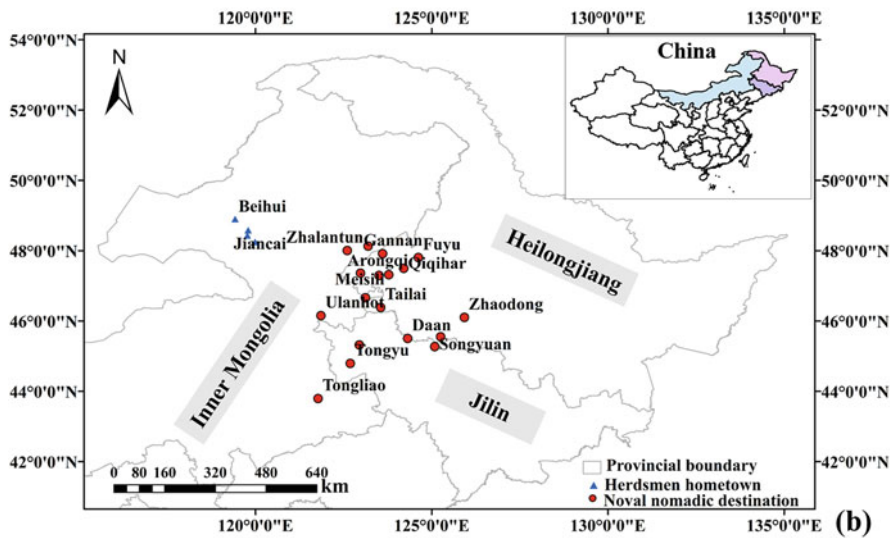 120°0'0"E 125°0'0"E 130°0'0"E 135°0'0"E
54°0'0"N
52°0'0"N
50°0'0"N
48°0'0"N
46°0'0"N
44°0'0"N
42°0'0"N
N
China
54°0'0"N
52°0'0"N
50°0'0"N
48°0'0"N
46°0'0"N
44°0'0"N
42°0'0"N
Beihui
Jiancai
Zhalantun
Gannan
Fuyu
Arongqi
Qiqihar
Meisili
Tailai
Ulanhot
Zhaodong
Daan
Songyuan
Yongyu
Tongliao
Heilongjiang
Inner Mongolia
Jilin
0 80 160 320 480 640
km
Provincial boundary
Herdsmen hometown
Noval nomadic destination
120°0'0"E 125°0'0"E 130°0'0"E 135°0'0"E
(b)